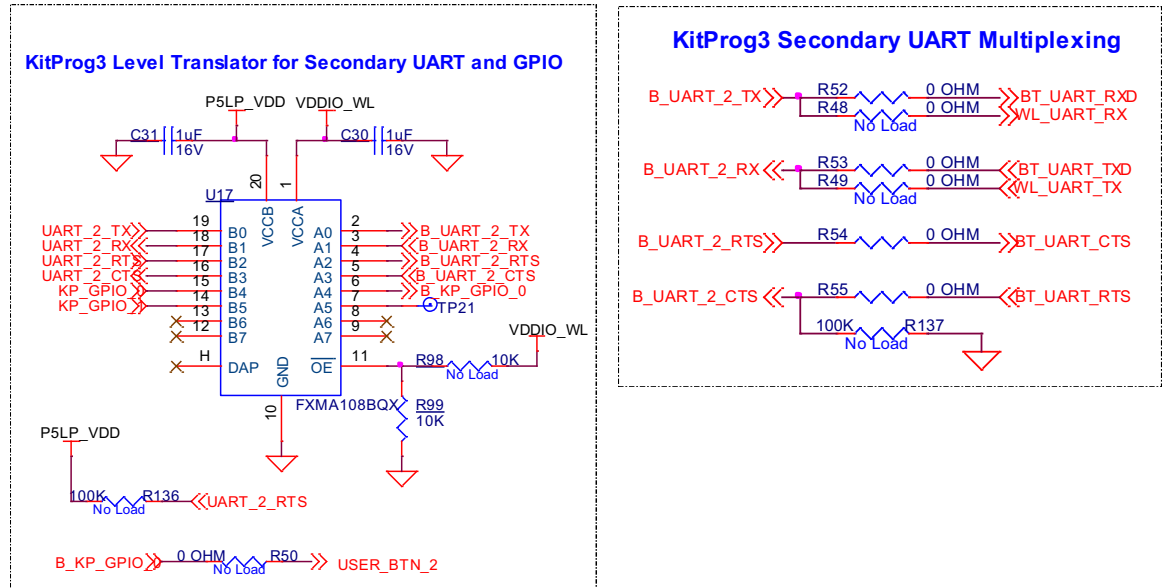 KitProg3 Level Translator for Secondary UART and GPIO
P5LP_VDD VDDIO_WL
C31 1uF 16V
C30 1uF 16V
U17
20 VCCB
1 VCCA
UART_2_TX 19 B0 A0 2 B_UART_2_TX
UART_2_RX 18 B1 A1 3 B_UART_2_RX
UART_2_RTS 17 B2 A2 4 B_UART_2_RTS
UART_2_CTS 16 B3 A3 5 B_UART_2_CTS
KP_GPIO_0 15 B4 A4 6 B_KP_GPIO_0
KP_GPIO_ 14 B5 A5 7 TP21
13 B6 A6 8
12 B7 A7 9
VDDIO_WL
H DAP OE 11 R98 10K
No Load
GND
10
FXMA108BQX
R99
10K
P5LP_VDD
100K R136 UART_2_RTS
No Load
B_KP_GPIO_0 0 OHM R50 USER_BTN_2
No Load
KitProg3 Secondary UART Multiplexing
B_UART_2_TX R52 0 OHM BT_UART_RXD
R48 0 OHM WL_UART_RX
No Load
B_UART_2_RX R53 0 OHM BT_UART_TXD
R49 0 OHM WL_UART_TX
No Load
B_UART_2_RTS R54 0 OHM BT_UART_CTS
B_UART_2_CTS R55 0 OHM BT_UART_RTS
100K R137
No Load